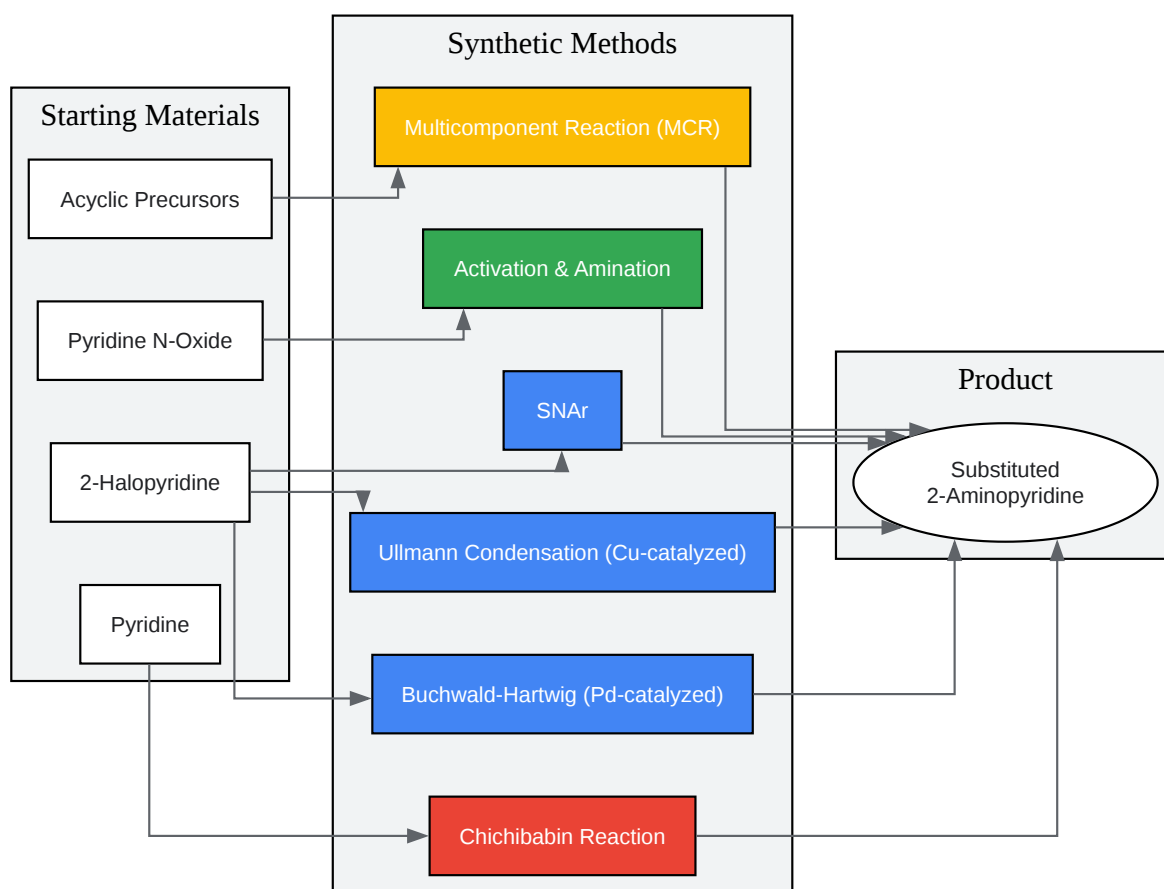 Synthetic Methods
Starting Materials
Multicomponent Reaction (MCR)
Acyclic Precursors
Activation & Amination
Pyridine N-Oxide
Product
SNAr
2-Halopyridine
Substituted
2-Aminopyridine
Ullmann Condensation (Cu-catalyzed)
Pyridine
Buchwald-Hartwig (Pd-catalyzed)
Chichibabin Reaction